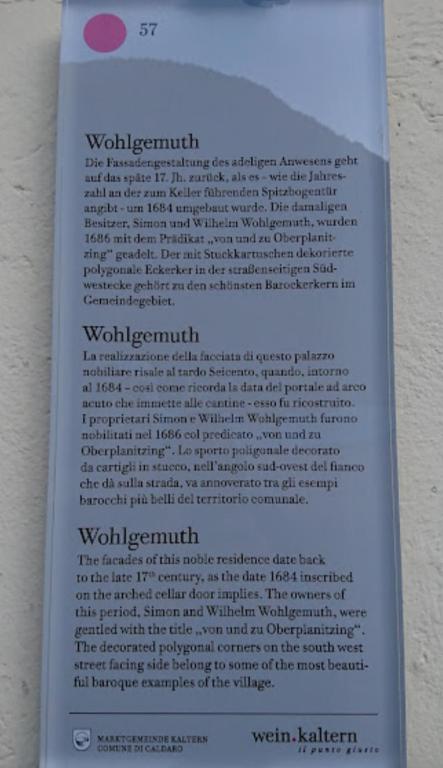 57
Wohlgemuth
Die Fassadengestaltung des adeligen Anwesens geht
auf das späte 17. Jh. zurück, als es – wie die Jahres-
zahl an der zum Keller führenden Spitzbogentür
angibt – um 1684 umgebaut wurde. Die damaligen
Besitzer, Simon und Wilhelm Wohlgemuth, wurden
1686 mit dem Prädikat „von und zu Oberplanit-
zing“ geadelt. Der mit Stuckkartuschen dekorierte
polygonale Eckerker in der straßenseitigen Süd-
westecke gehört zu den schönsten Barockerkern im
Gemeindegebiet.
Wohlgemuth
La realizzazione della facciata di questo palazzo
nobiliare risale al tardo Seicento, quando, intorno
al 1684 – così come ricorda la data del portale ad arco
acuto che immette alle cantine – esso fu ricostruito.
I proprietari Simon e Wilhelm Wohlgemuth furono
nobilitati nel 1686 col predicato „von und zu
Oberplanitzing“. Lo sporto poligonale decorato
da cartigli in stucco, nell'angolo sud-ovest del fianco
che dà sulla strada, va annoverato tra gli esempi
barocchi più belli del territorio comunale.
Wohlgemuth
The facades of this noble residence date back
to the late 17th century, as the date 1684 inscribed
on the arched cellar door implies. The owners of
this period, Simon and Wilhelm Wohlgemuth, were
gentled with the title „von und zu Oberplanitzing“.
The decorated polygonal corners on the south west
street facing side belong to some of the most beauti-
ful baroque examples of the village.
MARKTGEMEINDE KALTERN
COMUNE DI CALDARO
wein.kaltern
il punto giusto